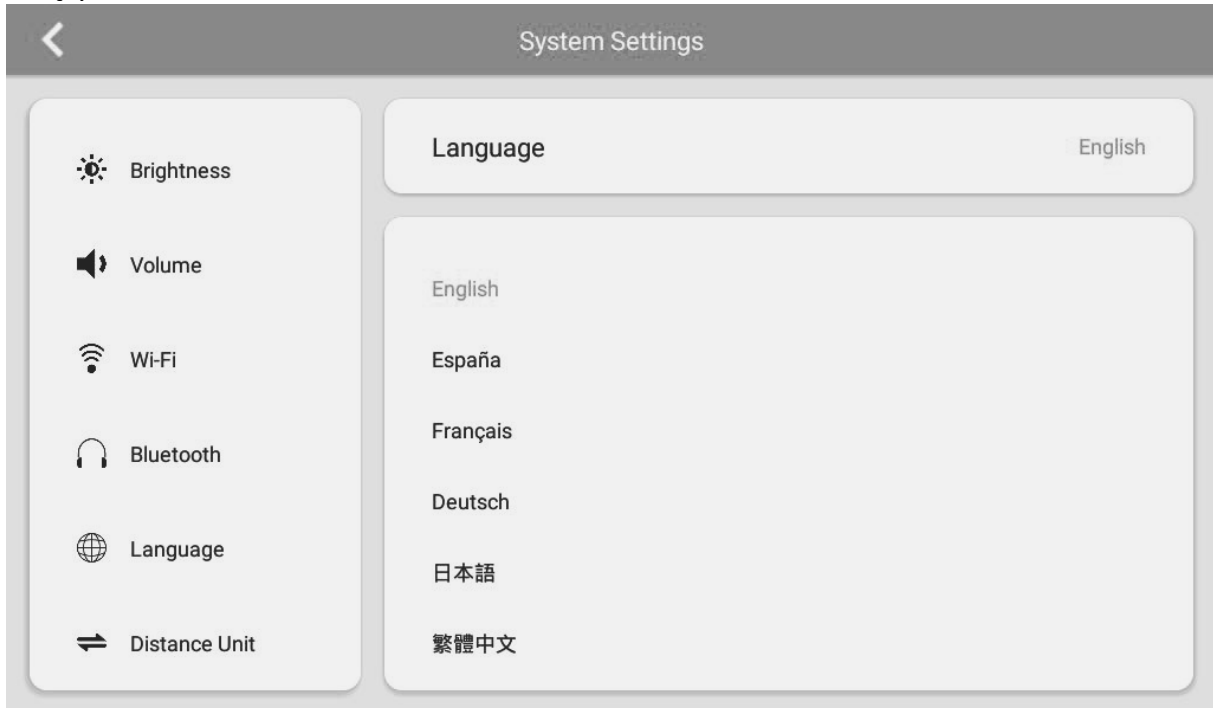 System Settings
Brightness
Volume
Wi-Fi
Bluetooth
Language
Distance Unit
Language English
English
España
Français
Deutsch
日本語
繁體中文